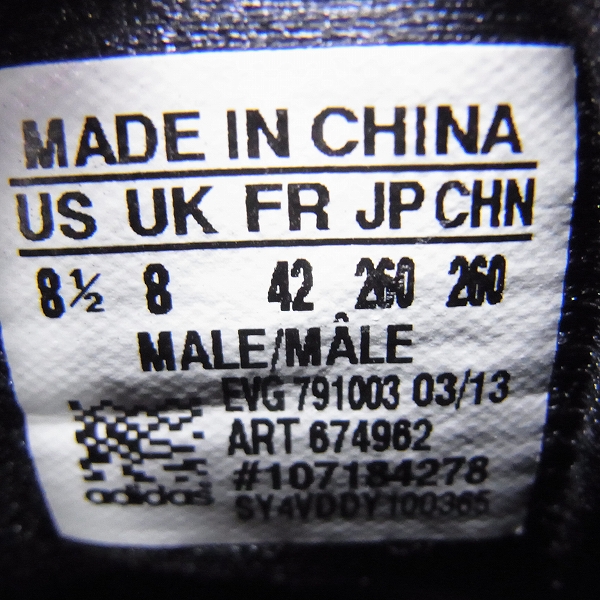 MADE IN CHINA
US UK FR JP CHN
8½ 8 42 260 260
MALE/MÂLE
EVG 791003 03/13
ART 674962
#107184278
adidas SY4VDDY100365